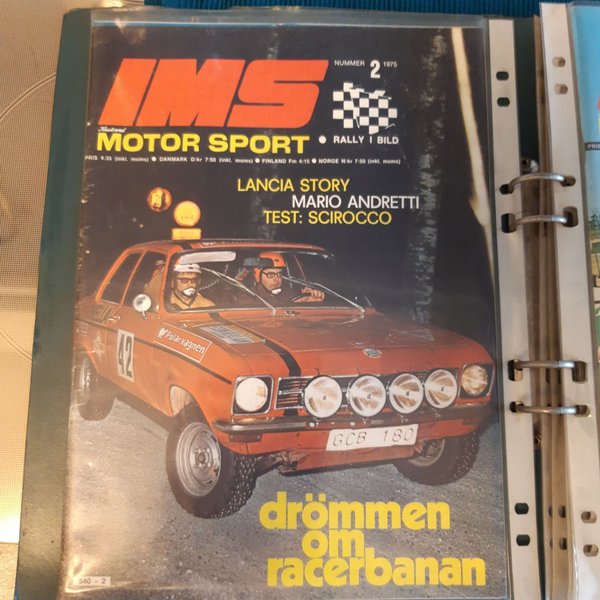 NUMMER 2 1975
IMS
Illustrerad
MOTOR SPORT • RALLY I BILD
PRIS 4:35 (inkl. moms) • DANMARK D:kr 7:50 (inkl. moms) • FINLAND Fm 4:15 • NORGE N:kr 7:50 (inkl. moms)
LANCIA STORY
MARIO ANDRETTI
TEST: SCIROCCO
Polarvagnen
42
GCB 180
drömmen
om
racerbanan
540 - 2